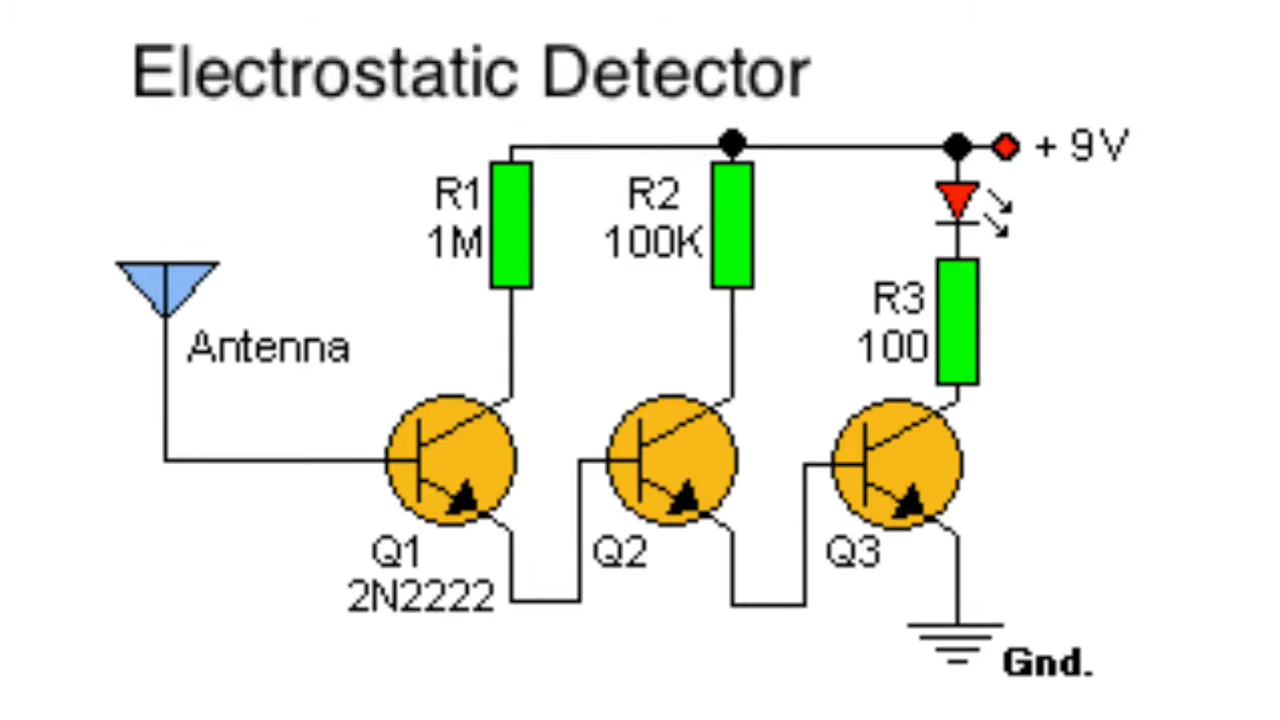 Electrostatic Detector
+ 9V
R1
1M
R2
100K
R3
100
Antenna
Q1
2N2222
Q2
Q3
Gnd.